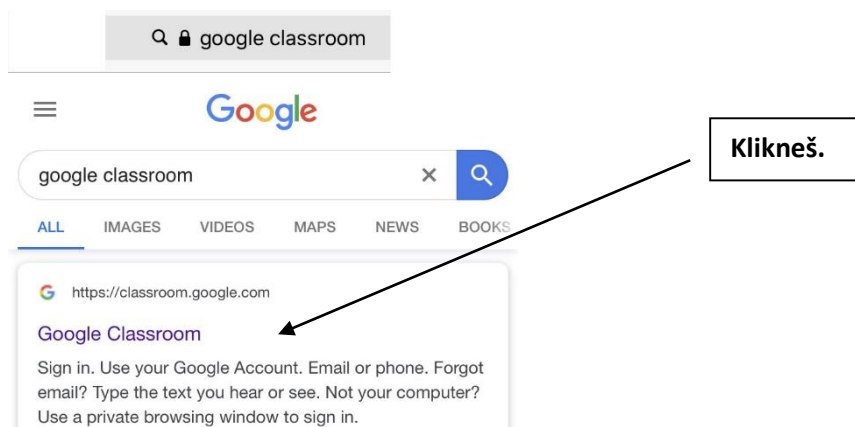 google classroom
Google
google classroom
ALL IMAGES VIDEOS MAPS NEWS BOOKS
Klikneš.
https://classroom.google.com
Google Classroom
Sign in. Use your Google Account. Email or phone. Forgot
email? Type the text you hear or see. Not your computer?
Use a private browsing window to sign in.